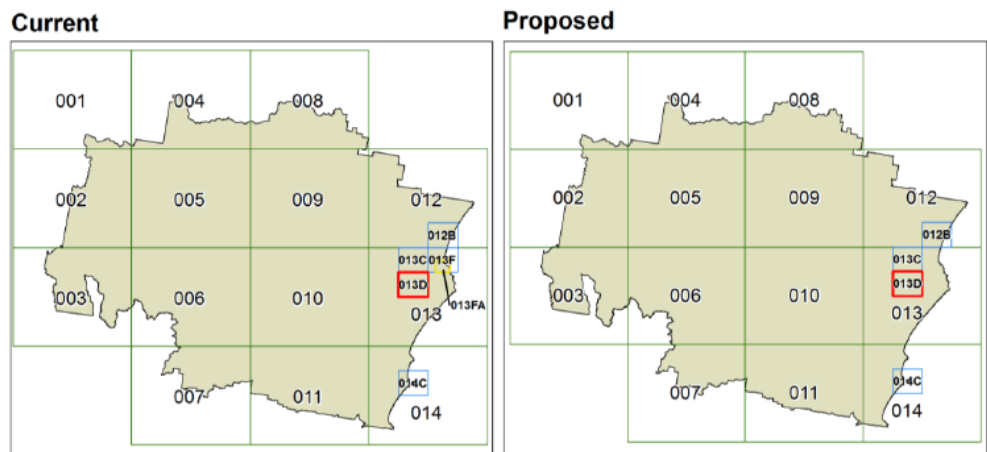 Current
001 004 008
002 005 009 012
012B
013C 013F
013D
003 006 010 013
013FA
014C
007 011 014
Proposed
001 004 008
002 005 009 012
012B
013C
013D
003 006 010 013
014C
007 011 014